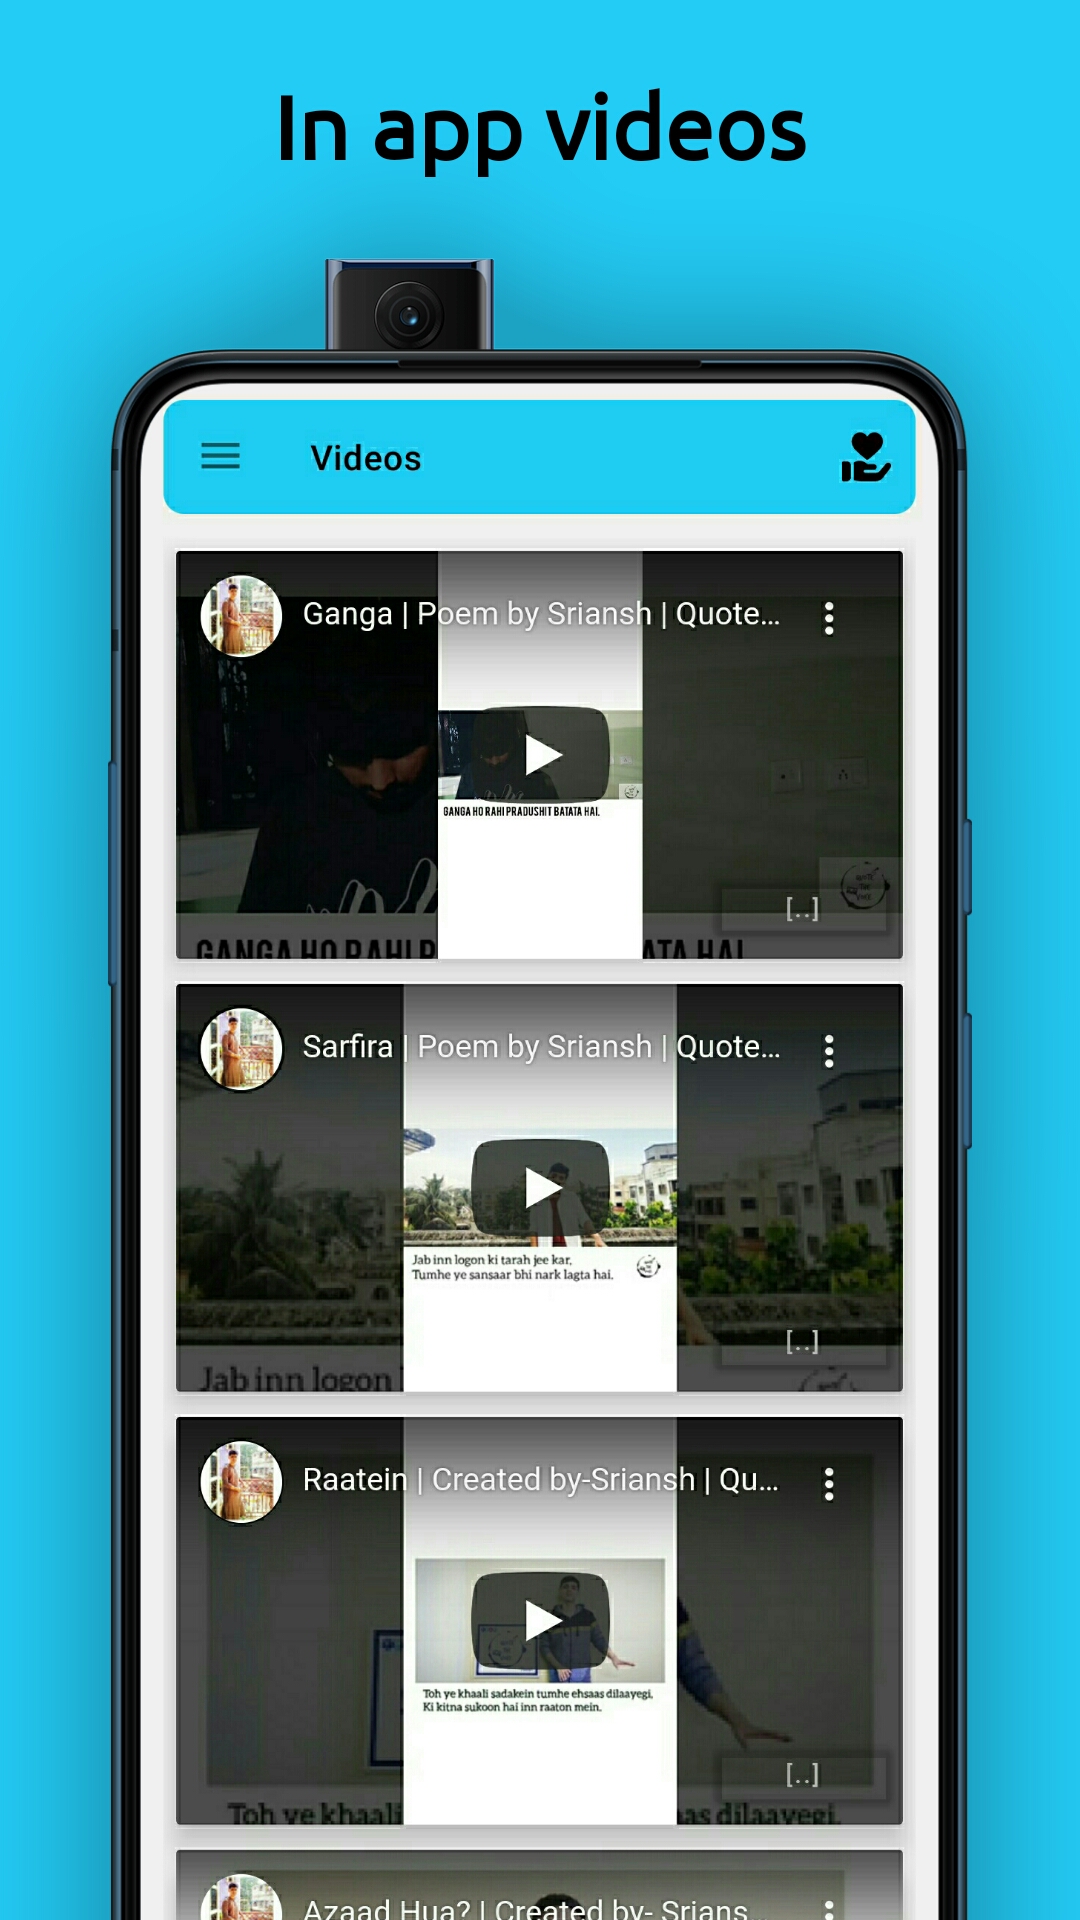 In app videos
Videos
Ganga | Poem by Sriansh | Quote...
GANGA HO RAHI PRADUSHIT BATATA HAI.
[..]
GANGA HO RAHI P
BATATA HAI
Sarfira | Poem by Sriansh | Quote...
Jab inn logon ki tarah jee kar,
Tumhe ye sansaar bhi nark lagta hai.
[..]
Jab inn logon
Raatein | Created by-Sriansh | Qu...
Toh ye khaali sadakein tumhe ehsaas dilaayegi,
Ki kitna sukoon hai inn raaton mein.
[..]
Toh ye khaali
aas dilaayegi,
Azaad Hua? | Created by- Srians...